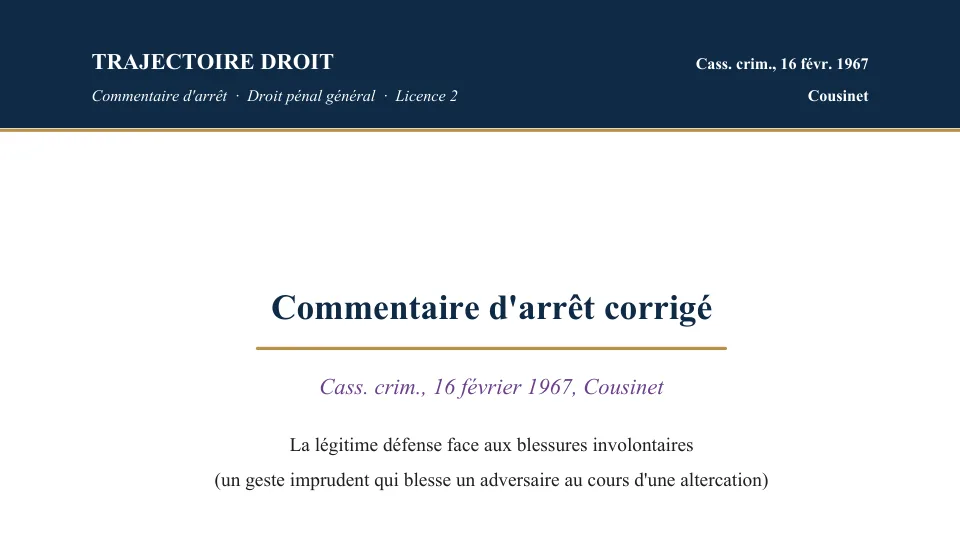 TRAJECTOIRE DROIT
Commentaire d'arrêt · Droit pénal général · Licence 2
Cass. crim., 16 févr. 1967
Cousinet
Commentaire d'arrêt corrigé
Cass. crim., 16 février 1967, Cousinet
La légitime défense face aux blessures involontaires
(un geste imprudent qui blesse un adversaire au cours d'une altercation)